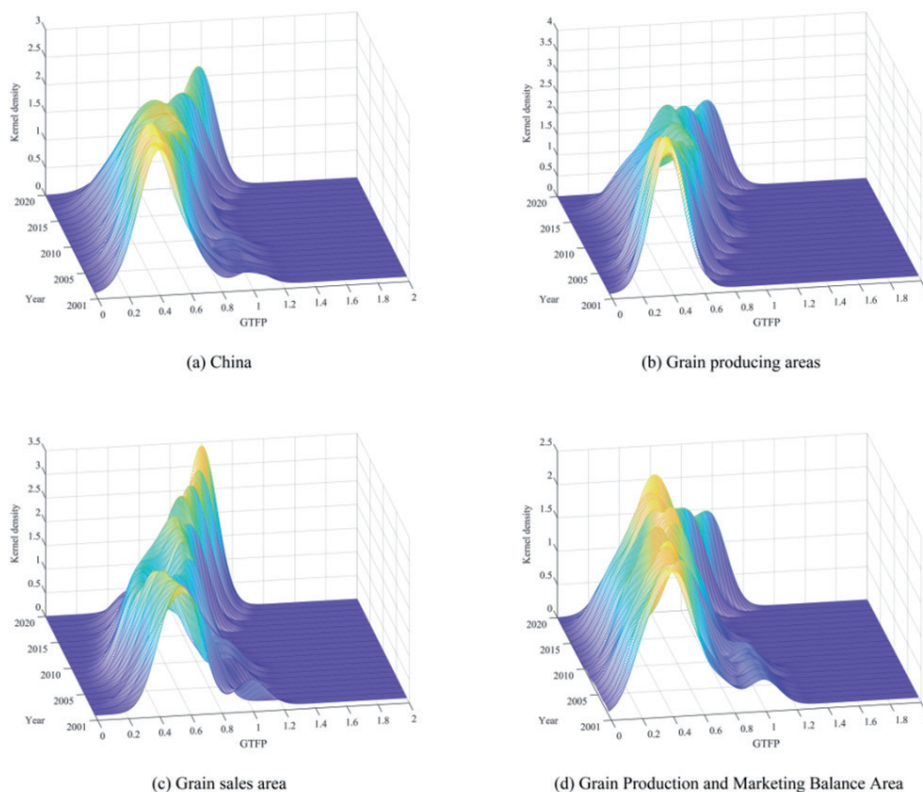 3
2.5
2
1.5
1
0.5
0
Kernel density
2020
2015
2010
2005
2001
Year
0 0.2 0.4 0.6 0.8 1 1.2 1.4 1.6 1.8 2
GTFP
(a) China
4
3.5
3
2.5
2
1.5
1
0.5
0
Kernel density
2020
2015
2010
2005
2001
Year
0 0.2 0.4 0.6 0.8 1 1.2 1.4 1.6 1.8
GTFP
(b) Grain producing areas
3.5
3
2.5
2
1.5
1
0.5
0
Kernel density
2020
2015
2010
2005
2001
Year
0 0.2 0.4 0.6 0.8 1 1.2 1.4 1.6 1.8 2
GTFP
(c) Grain sales area
2.5
2
1.5
1
0.5
0
Kernel density
2020
2015
2010
2005
2001
Year
0 0.2 0.4 0.6 0.8 1 1.2 1.4 1.6 1.8
GTFP
(d) Grain Production and Marketing Balance Area